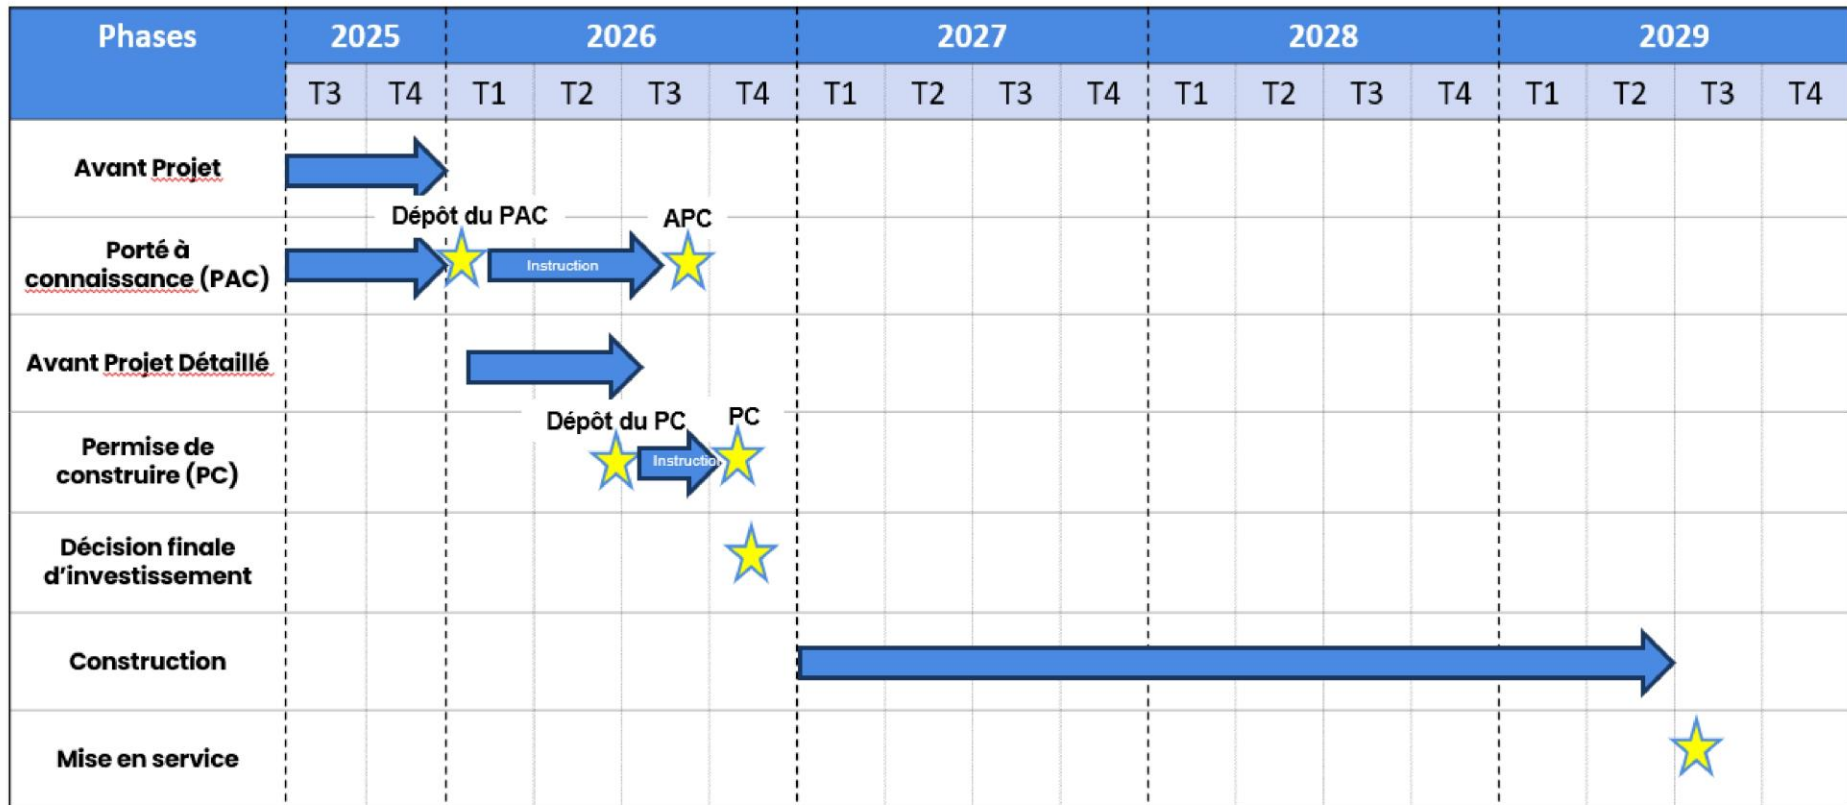 Phases 2025 2026 2027 2028 2029
T3 T4 T1 T2 T3 T4 T1 T2 T3 T4 T1 T2 T3 T4 T1 T2 T3 T4
Avant Projet
Dépôt du PAC APC
Porté à
connaissance (PAC)
Instruction
Avant Projet Détaillé
Dépôt du PC PC
Permise de
construire (PC)
Instruction
Décision finale
d’investissement
Construction
Mise en service